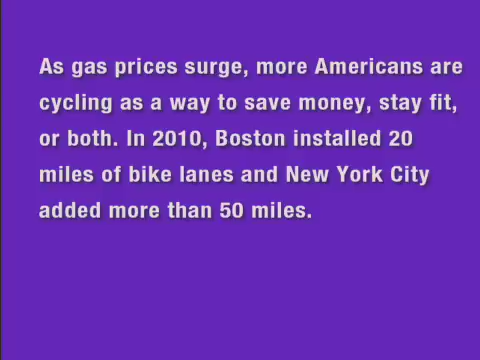 As gas prices surge, more Americans are
cycling as a way to save money, stay fit,
or both. In 2010, Boston installed 20
miles of bike lanes and New York City
added more than 50 miles.